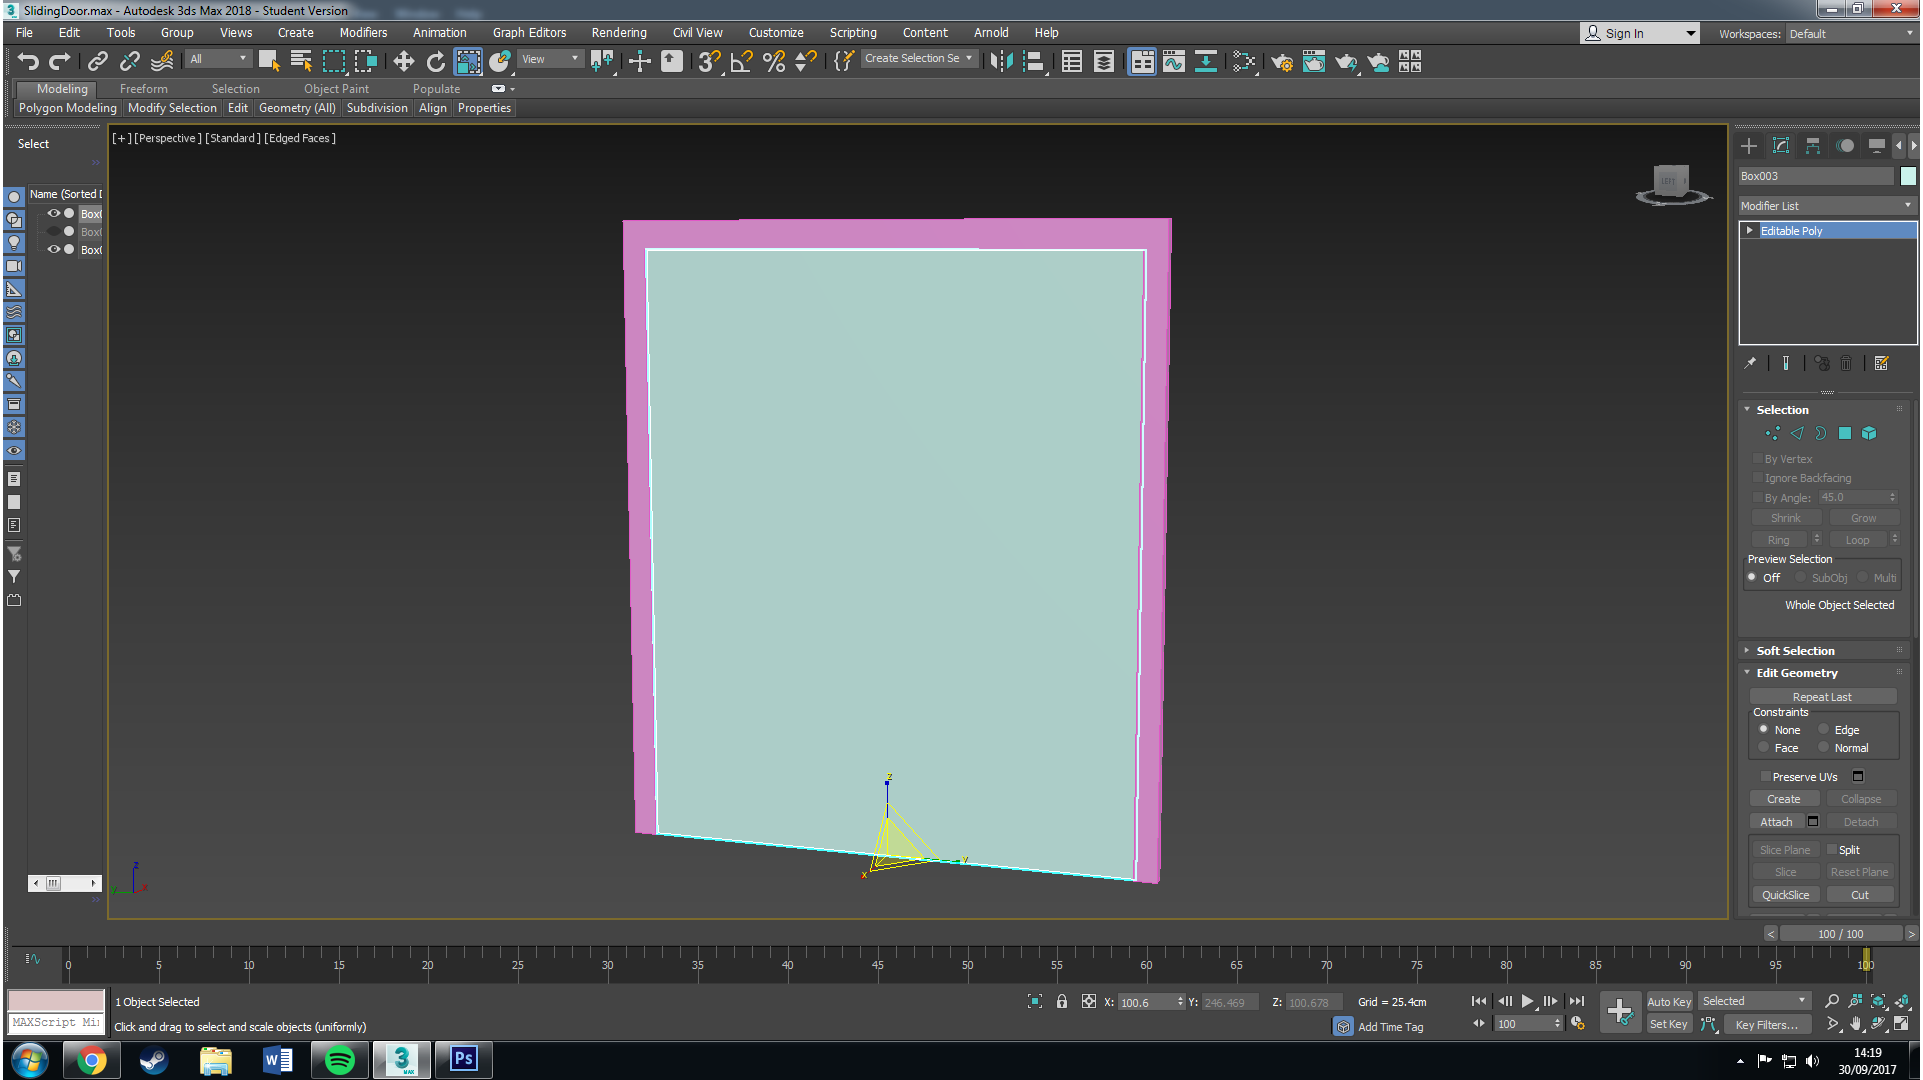 SlidingDoor.max - Autodesk 3ds Max 2018 - Student Version
File Edit Tools Group Views Create Modifiers Animation Graph Editors Rendering Civil View Customize Scripting Content Arnold Help Sign In Workspaces: Default
All View Create Selection Se
Modeling Freeform Selection Object Paint Populate
Polygon Modeling Modify Selection Edit Geometry (All) Subdivision Align Properties
Select
[+] [Perspective] [Standard] [Edged Faces]
Name (Sorted
Box0
Box0
Box0
LEFT
Box003
Modifier List
Editable Poly
Selection
By Vertex
Ignore Backfacing
By Angle: 45.0
Shrink Grow
Ring Loop
Preview Selection
Off SubObj Multi
Whole Object Selected
Soft Selection
Edit Geometry
Repeat Last
Constraints
None Edge
Face Normal
Preserve UVs
Create Collapse
Attach Detach
Slice Plane Split
Slice Reset Plane
QuickSlice Cut
z
y
x
z
y x
< 100 / 100 >
0 5 10 15 20 25 30 35 40 45 50 55 60 65 70 75 80 85 90 95 100
1 Object Selected X: 100.6 Y: 246.469 Z: 100.678 Grid = 25.4cm Auto Key Selected
MAXScript Mi Click and drag to select and scale objects (uniformly) Add Time Tag 100 Set Key Key Filters...
3 MAX Ps W
14:19
30/09/2017